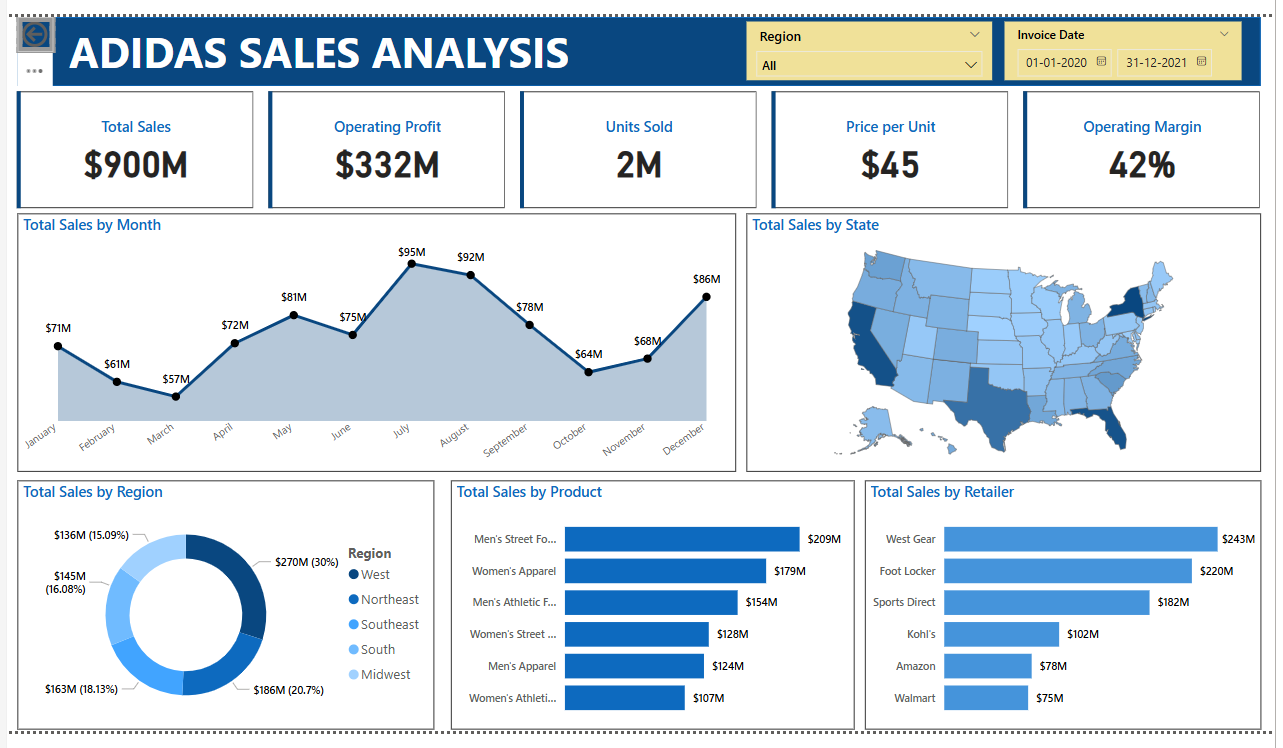 ADIDAS SALES ANALYSIS
Region
All
Invoice Date
01-01-2020 31-12-2021
Total Sales
$900M
Operating Profit
$332M
Units Sold
2M
Price per Unit
$45
Operating Margin
42%
Total Sales by Month
$71M
$61M
$57M
$72M
$81M
$75M
$95M
$92M
$78M
$64M
$68M
$86M
January
February
March
April
May
June
July
August
September
October
November
December
Total Sales by State
Total Sales by Region
$136M (15.09%)
$270M (30%)
$145M
(16.08%)
$163M (18.13%)
$186M (20.7%)
Region
West
Northeast
Southeast
South
Midwest
Total Sales by Product
Men's Street Fo... $209M
Women's Apparel $179M
Men's Athletic F... $154M
Women's Street ... $128M
Men's Apparel $124M
Women's Athleti... $107M
Total Sales by Retailer
West Gear $243M
Foot Locker $220M
Sports Direct $182M
Kohl's $102M
Amazon $78M
Walmart $75M